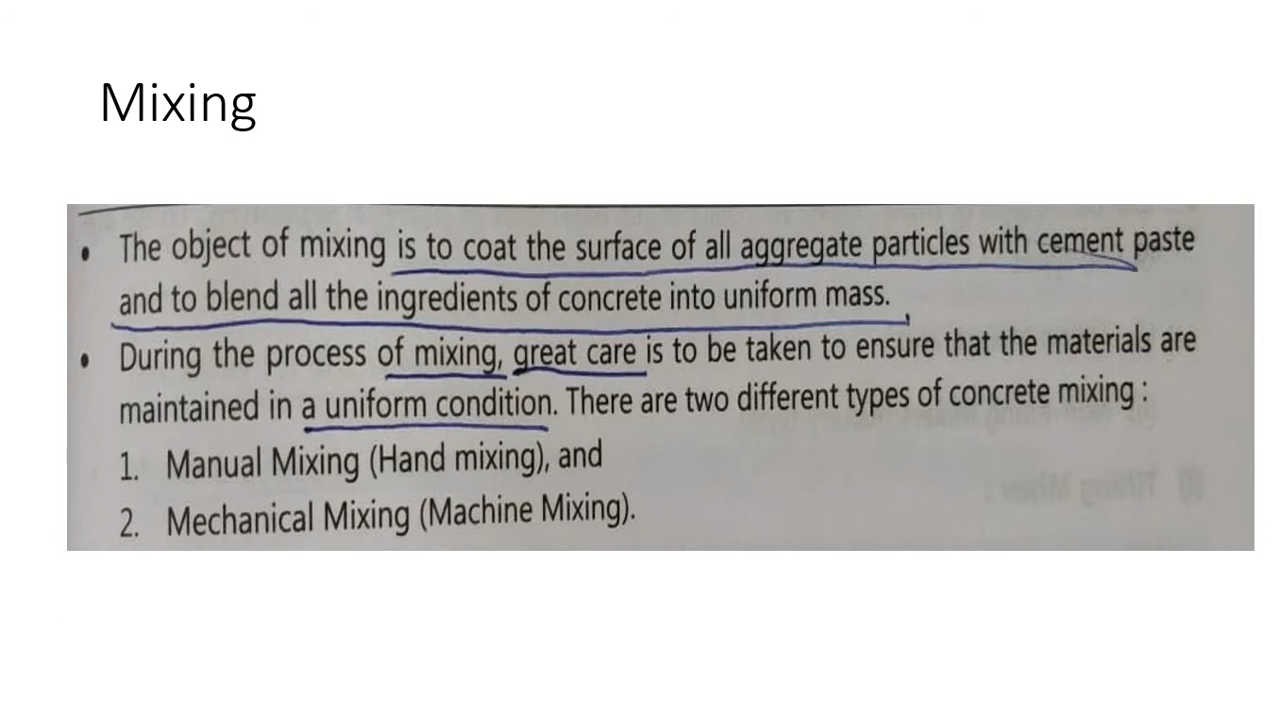 Mixing
• The object of mixing is to coat the surface of all aggregate particles with cement paste
and to blend all the ingredients of concrete into uniform mass.
• During the process of mixing, great care is to be taken to ensure that the materials are
maintained in a uniform condition. There are two different types of concrete mixing :
1. Manual Mixing (Hand mixing), and
2. Mechanical Mixing (Machine Mixing).